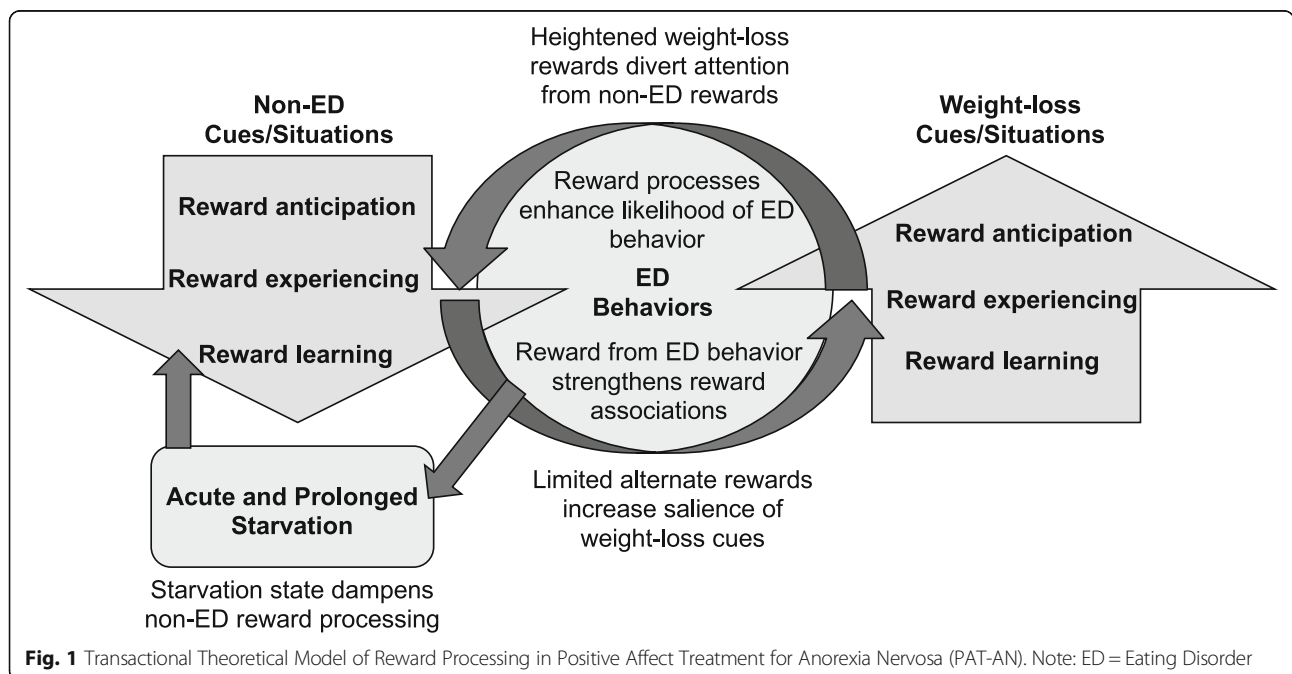 Heightened weight-loss
rewards divert attention
from non-ED rewards
Non-ED
Cues/Situations
Weight-loss
Cues/Situations
Reward anticipation
Reward experiencing
Reward learning
Reward processes
enhance likelihood of ED
behavior
ED
Behaviors
Reward from ED behavior
strengthens reward
associations
Reward anticipation
Reward experiencing
Reward learning
Acute and Prolonged
Starvation
Starvation state dampens
non-ED reward processing
Limited alternate rewards
increase salience of
weight-loss cues
Fig. 1 Transactional Theoretical Model of Reward Processing in Positive Affect Treatment for Anorexia Nervosa (PAT-AN). Note: ED = Eating Disorder